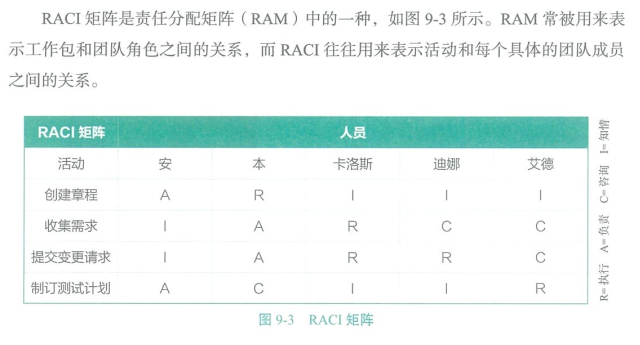 RACI 矩阵是责任分配矩阵（RAM）中的一种，如图 9-3 所示。RAM 常被用来表
示工作包和团队角色之间的关系，而 RACI 往往用来表示活动和每个具体的团队成员
之间的关系。
RACI 矩阵 人员
活动 安 本 卡洛斯 迪娜 艾德
创建章程 A R I I I
收集需求 I A R C C
提交变更请求 I A R R C
制订测试计划 A C I I R
R=执行 A=负责 C=咨询 I=知情
图 9-3 RACI 矩阵